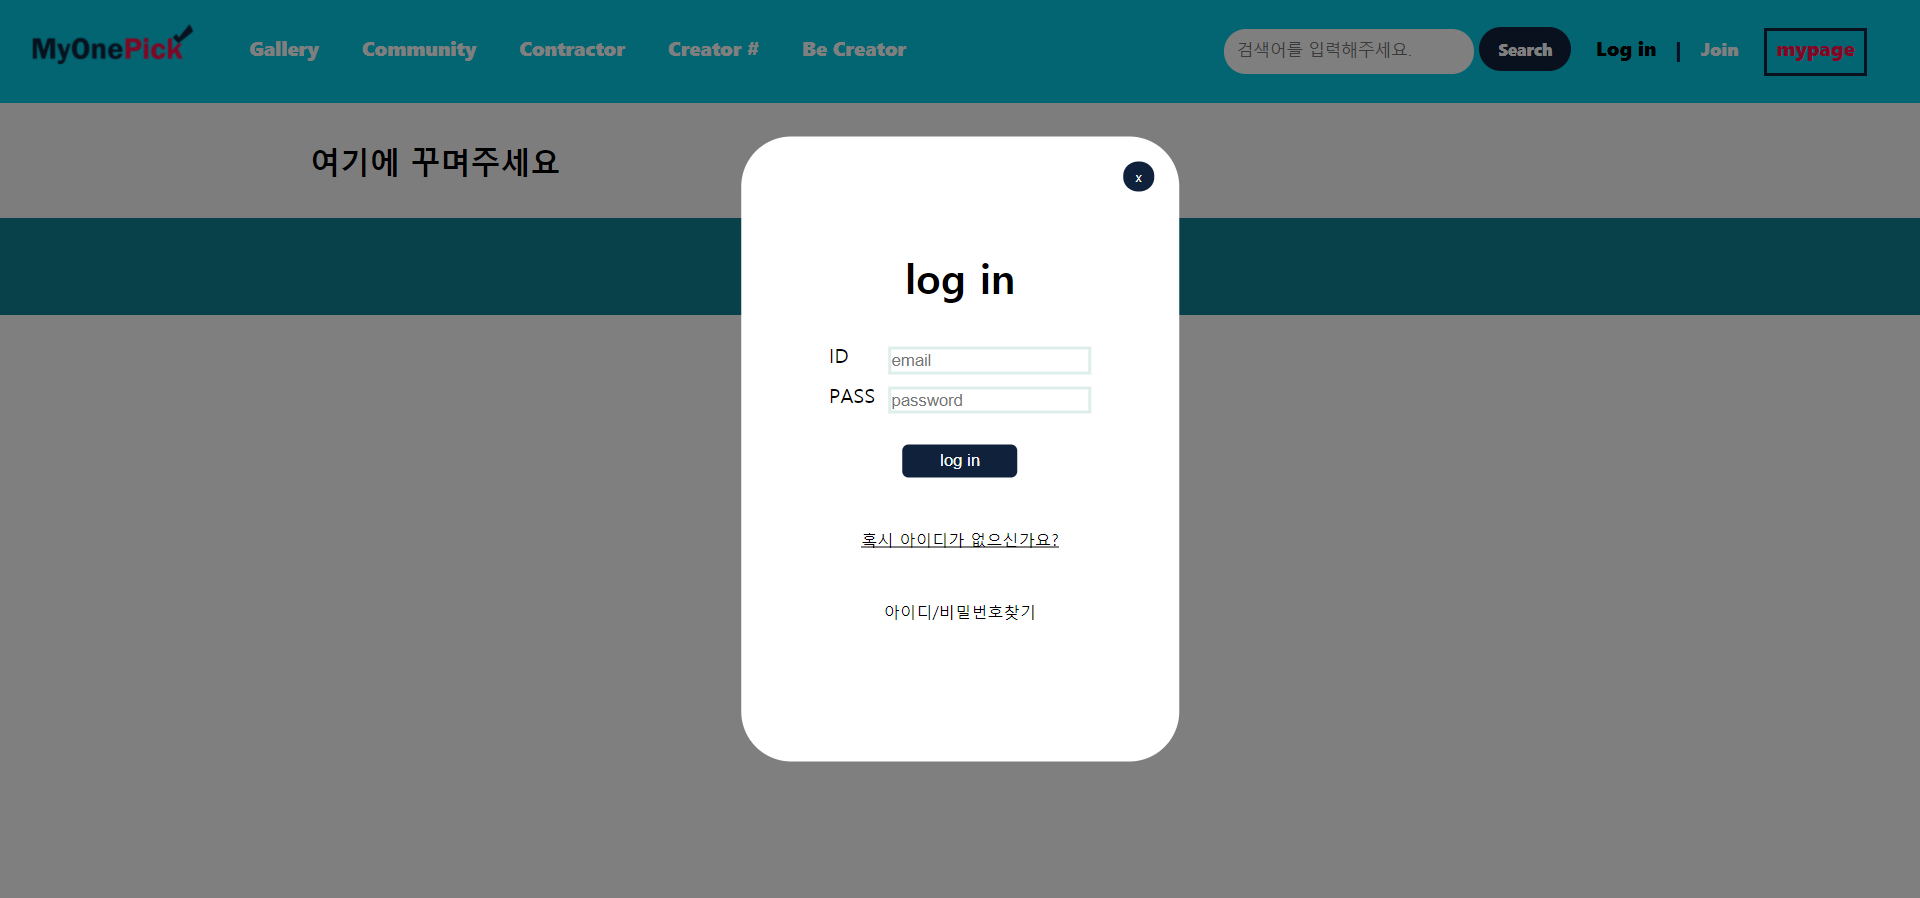 MyOnePick Gallery Community Contractor Creator # Be Creator 검색어를 입력해주세요. Search Log in | Join mypage
여기에 꾸며주세요
x
log in
ID email
PASS password
log in
혹시 아이디가 없으신가요?
아이디/비밀번호찾기